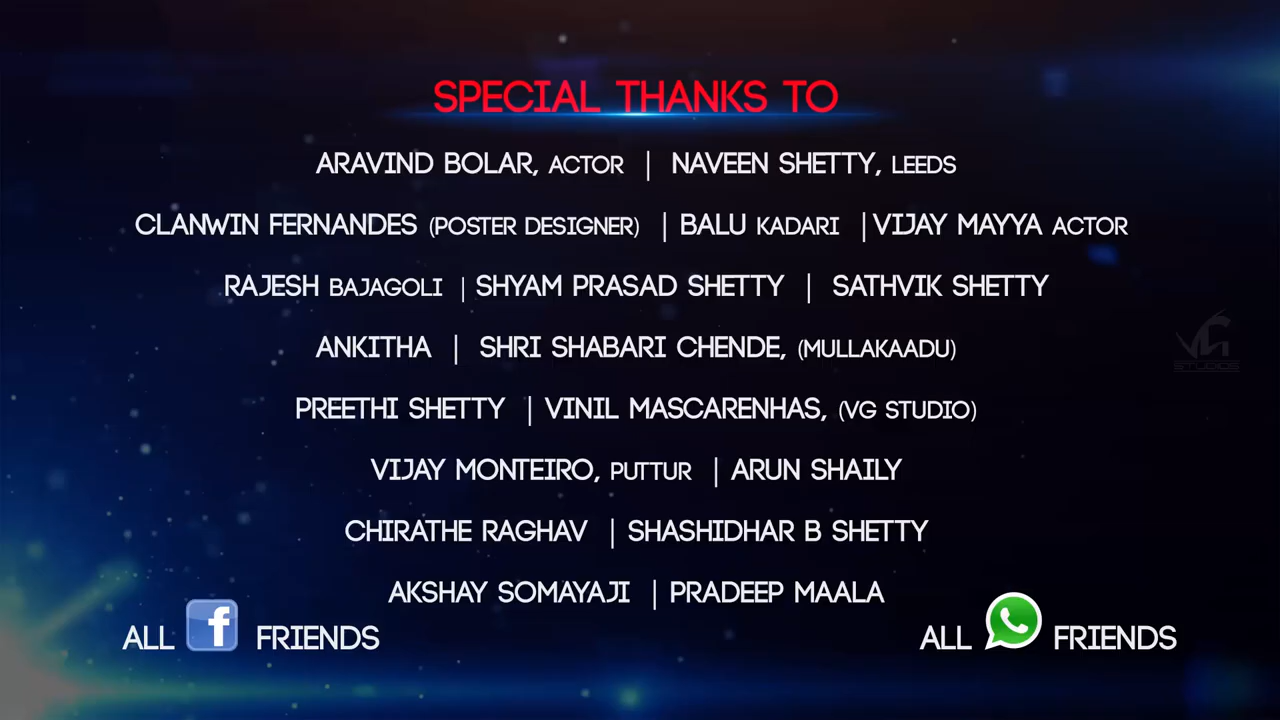 SPECIAL THANKS TO
ARAVIND BOLAR, ACTOR | NAVEEN SHETTY, LEEDS
CLANWIN FERNANDES (POSTER DESIGNER) | BALU KADARI | VIJAY MAYYA ACTOR
RAJESH BAJAGOLI | SHYAM PRASAD SHETTY | SATHVIK SHETTY
ANKITHA | SHRI SHABARI CHENDE, (MULLAKAADU)
PREETHI SHETTY | VINIL MASCARENHAS, (VG STUDIO)
VIJAY MONTEIRO, PUTTUR | ARUN SHAILY
CHIRATHE RAGHAV | SHASHIDHAR B SHETTY
AKSHAY SOMAYAJI | PRADEEP MAALA
ALL f FRIENDS
ALL FRIENDS
VG
STUDIOS